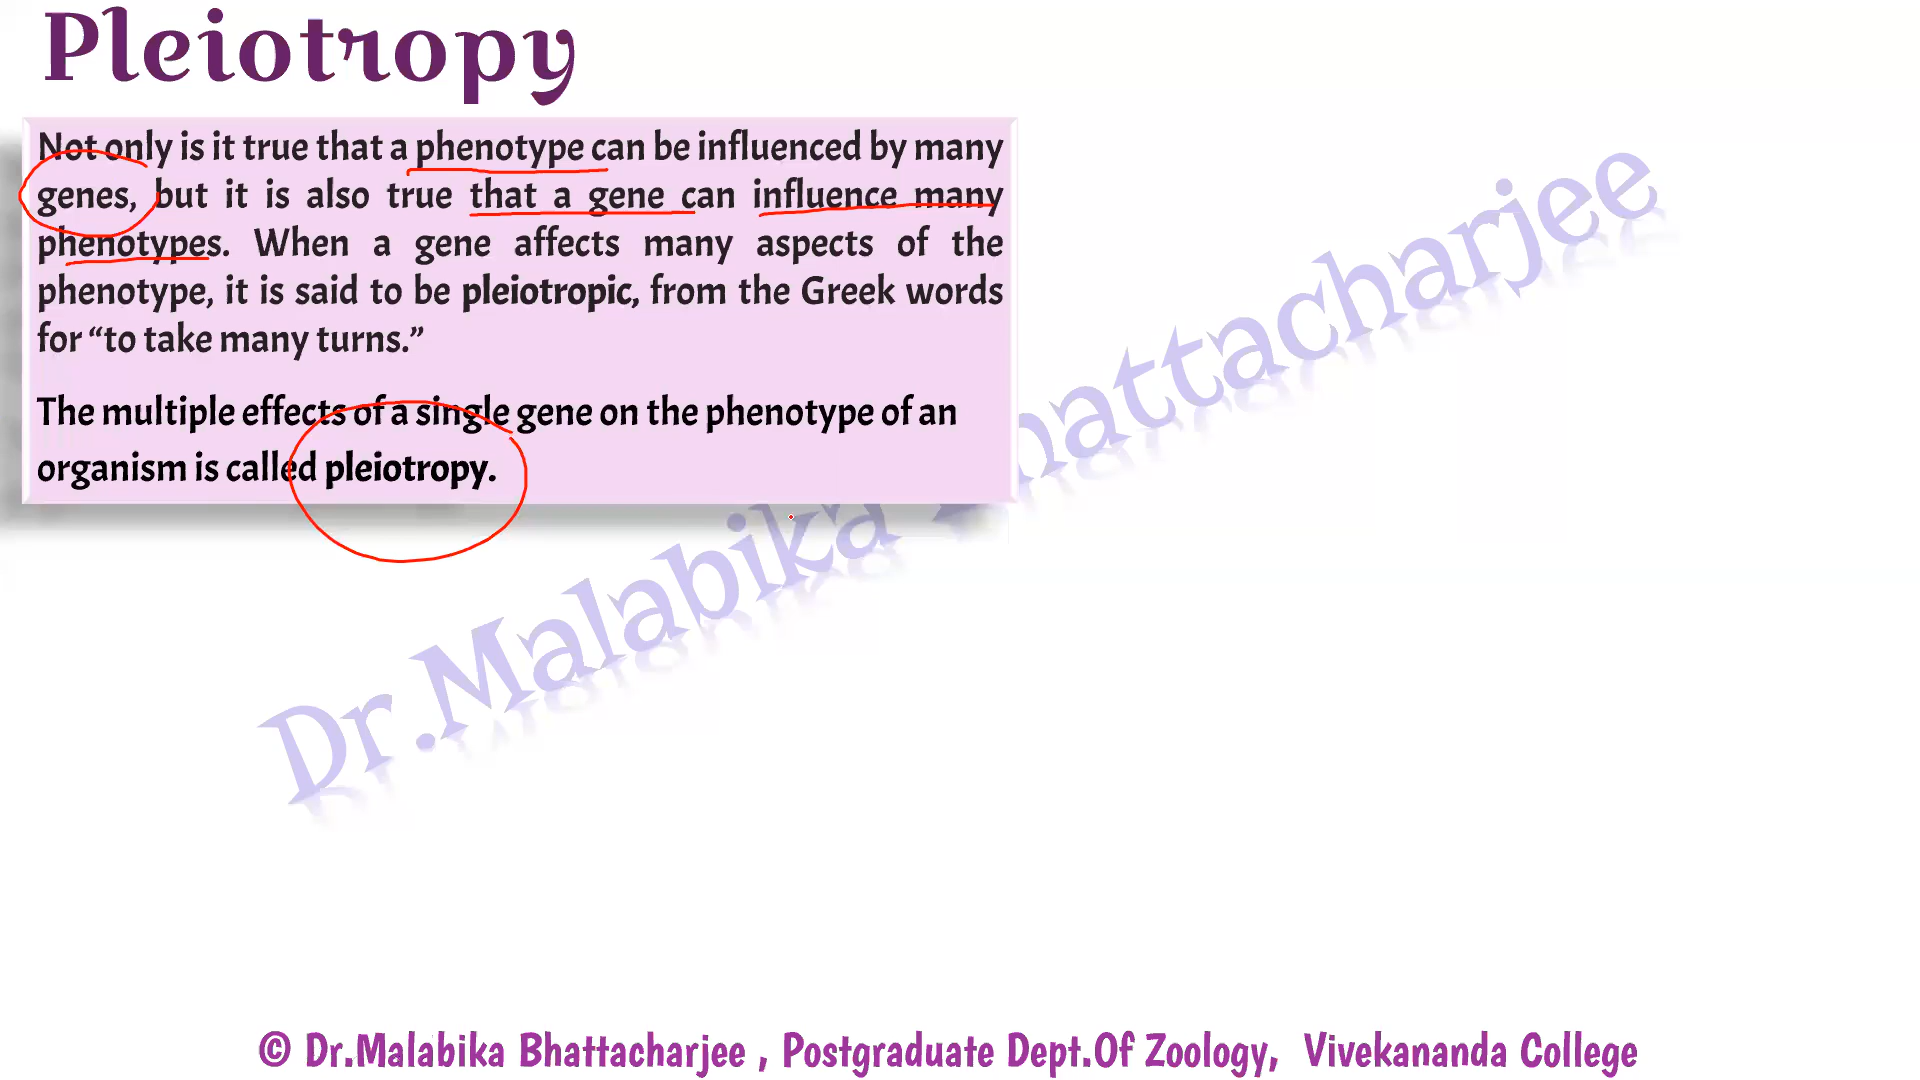 Pleiotropy
Not only is it true that a phenotype can be influenced by many
genes, but it is also true that a gene can influence many
phenotypes. When a gene affects many aspects of the
phenotype, it is said to be pleiotropic, from the Greek words
for “to take many turns.”
The multiple effects of a single gene on the phenotype of an
organism is called pleiotropy.
Dr.Malabika Bhattacharjee
© Dr.Malabika Bhattacharjee , Postgraduate Dept.Of Zoology, Vivekananda College